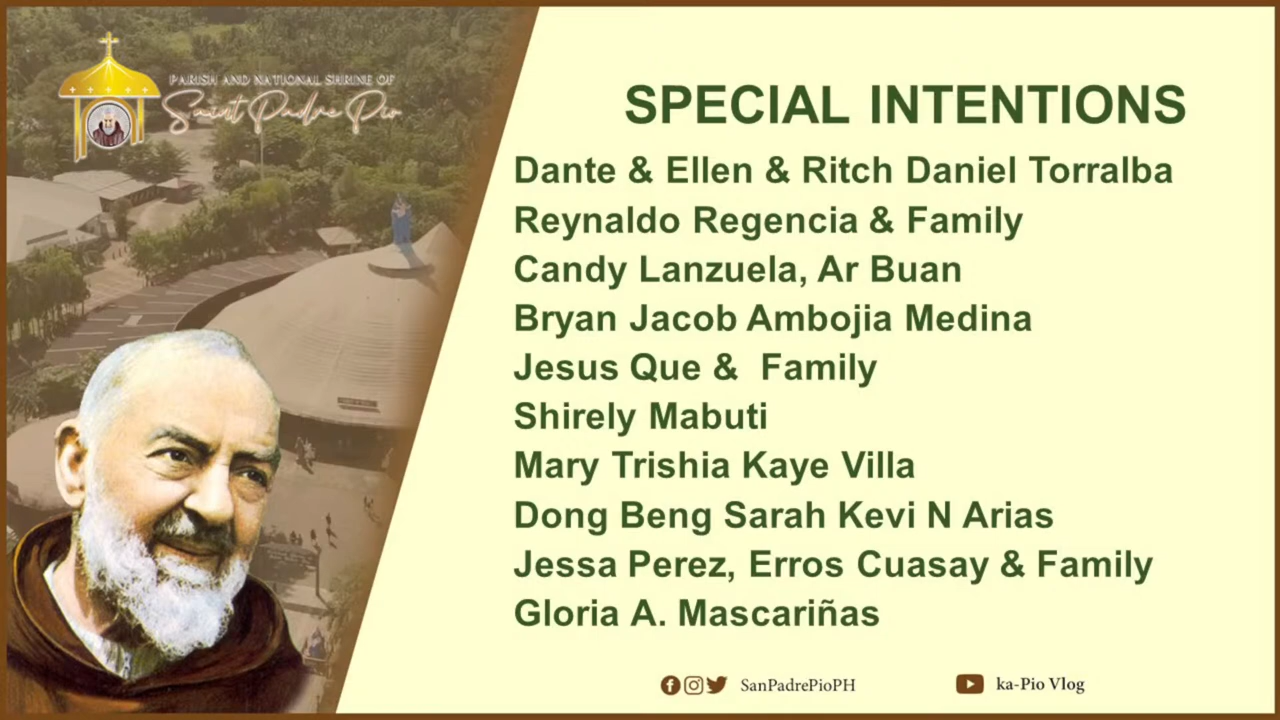 PARISH AND NATIONAL SHRINE OF
Saint Padre Pio
SPECIAL INTENTIONS
Dante & Ellen & Ritch Daniel Torralba
Reynaldo Regencia & Family
Candy Lanzuela, Ar Buan
Bryan Jacob Ambojia Medina
Jesus Que &  Family
Shirely Mabuti
Mary Trishia Kaye Villa
Dong Beng Sarah Kevi N Arias
Jessa Perez, Erros Cuasay & Family
Gloria A. Mascariñas
SanPadrePioPH
ka-Pio Vlog